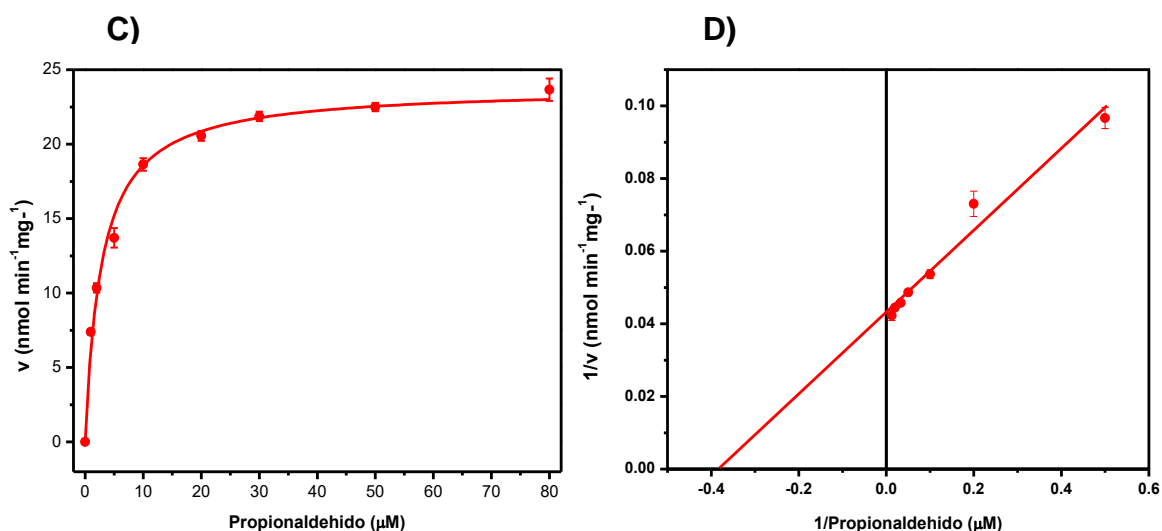 C)
25
20
15
10
5
0
v (nmol min⁻¹mg-¹)
0 10 20 30 40 50 60 70 80
Propionaldehido (μM)
D)
0.10
0.08
0.06
0.04
0.02
0.00
1/v (nmol min⁻¹mg-¹)
-0.4 -0.2 0.0 0.2 0.4 0.6
1/Propionaldehido (μM)